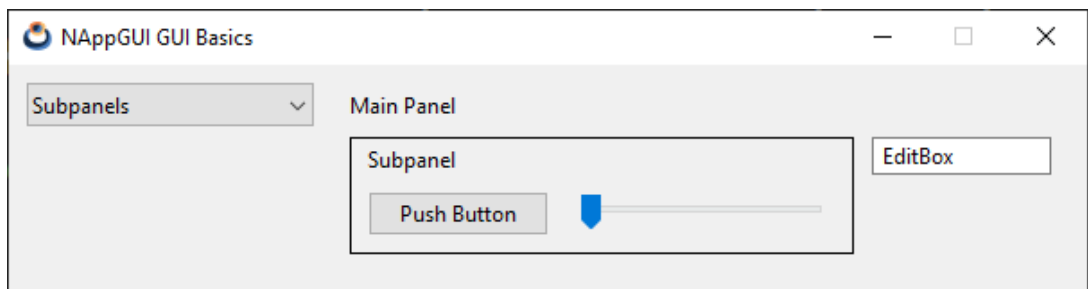 NAppGUI GUI Basics
Subpanels
Main Panel
Subpanel
EditBox
Push Button